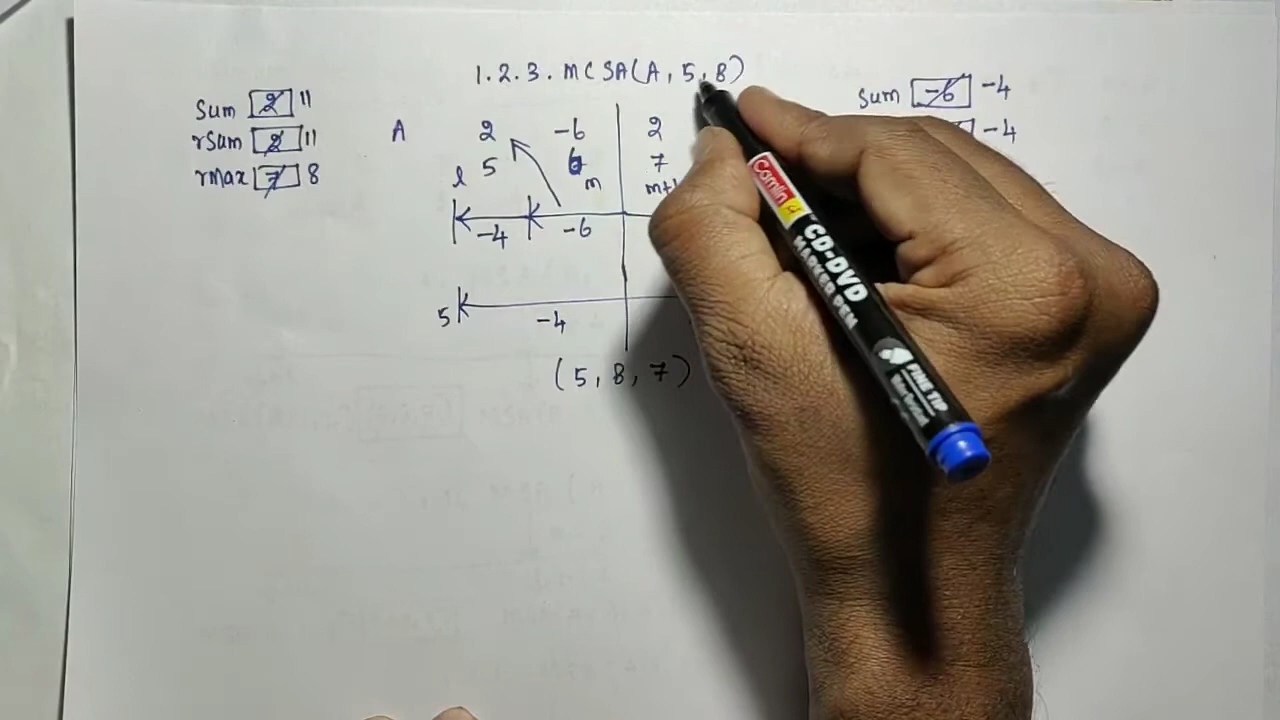 1.2.3. MCSA(A, 5, 8)
Sum 2 11
rSum 2 11
rmax 7 8
Sum -6 -4
-4
A 2 -6 2
5 6 7
l m m+1
-4 -6
5 -4
(5, 8, 7)
Camlin
CD-DVD
MARKER PEN
FINE TIP